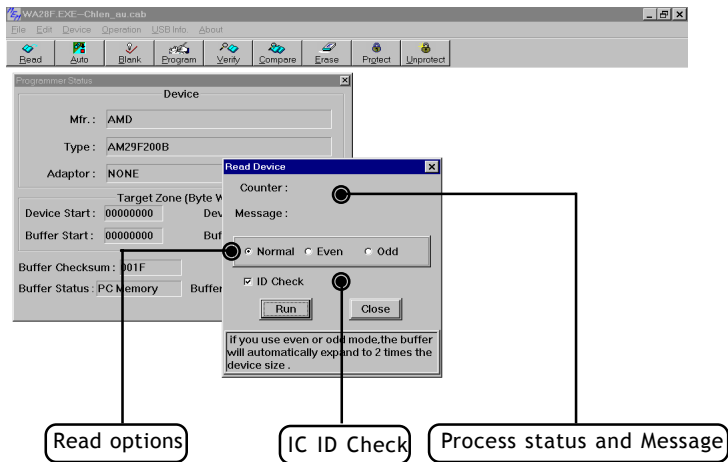 WA28F.EXE--Chlen_au.cab
File Edit Device Operation USB Info. About
Read Auto Blank Program Verify Compare Erase Protect Unprotect
Programmer Status
Device
Mfr. : AMD
Type : AM29F200B
Adaptor : NONE
Target Zone (Byte W
Device Start : 00000000 Dev
Buffer Start : 00000000 Buf
Buffer Checksum : 001F
Buffer Status : PC Memory Buffer
Read Device
Counter :
Message :
Normal Even Odd
ID Check
Run Close
if you use even or odd mode,the buffer
will automatically expand to 2 times the
device size .
Read options
IC ID Check
Process status and Message